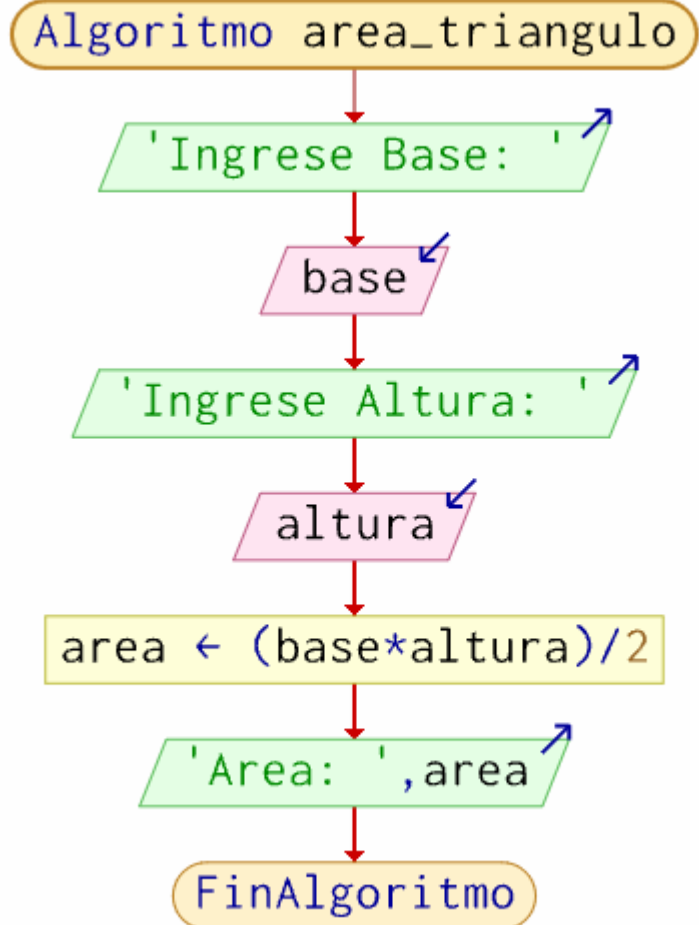 Algoritmo area_triangulo
'Ingrese Base: '
base
'Ingrese Altura: '
altura
area ← (base*altura)/2
'Area: ',area
FinAlgoritmo